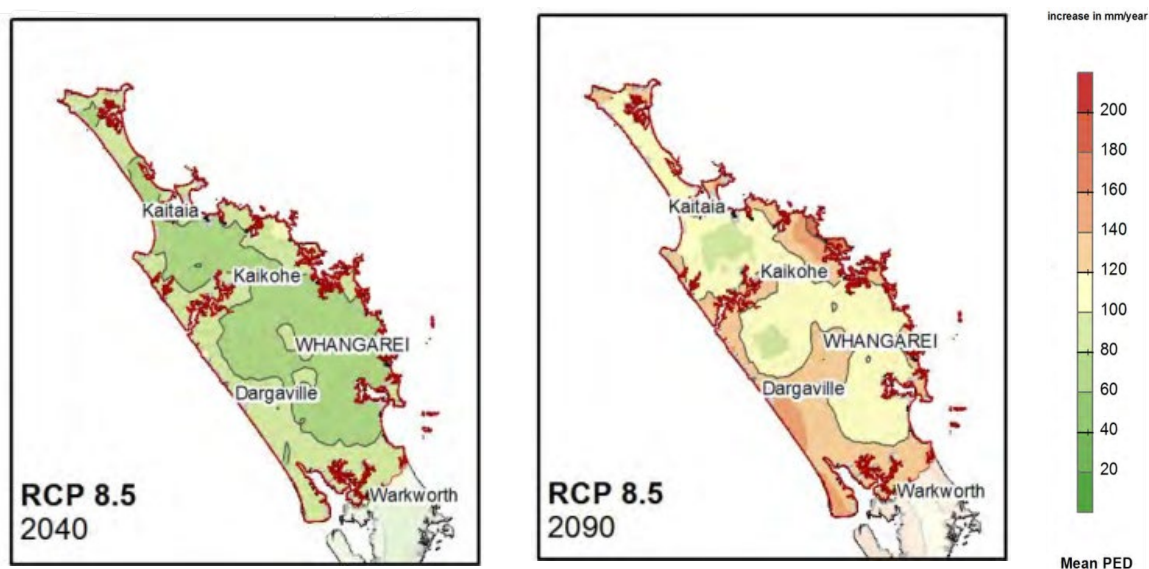 Kaitaia
Kaikohe
WHANGAREI
Dargaville
Warkworth
RCP 8.5
2040
Kaitaia
Kaikohe
WHANGAREI
Dargaville
Warkworth
RCP 8.5
2090
increase in mm/year
200
180
160
140
120
100
80
60
40
20
Mean PED